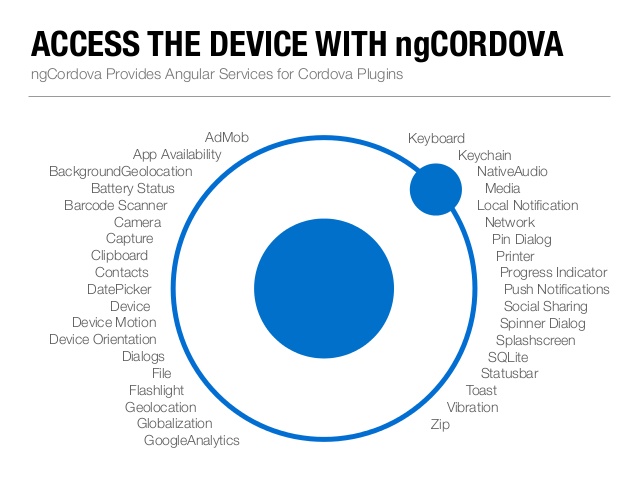 ACCESS THE DEVICE WITH ngCORDOVA
ngCordova Provides Angular Services for Cordova Plugins
AdMob
App Availability
BackgroundGeolocation
Battery Status
Barcode Scanner
Camera
Capture
Clipboard
Contacts
DatePicker
Device
Device Motion
Device Orientation
Dialogs
File
Flashlight
Geolocation
Globalization
GoogleAnalytics
Keyboard
Keychain
NativeAudio
Media
Local Notification
Network
Pin Dialog
Printer
Progress Indicator
Push Notifications
Social Sharing
Spinner Dialog
Splashscreen
SQLite
Statusbar
Toast
Vibration
Zip